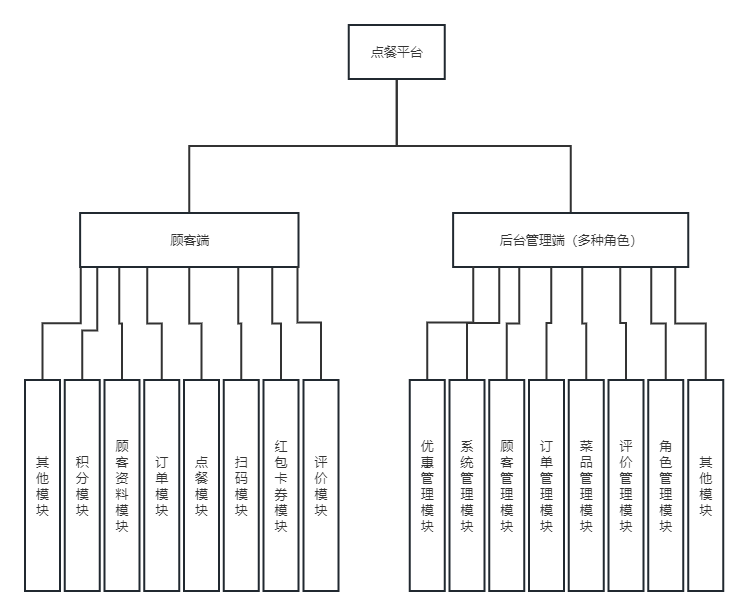 点餐平台
顾客端
后台管理端（多种角色）
其他模块
积分模块
顾客资料模块
订单模块
点餐模块
扫码模块
红包卡券模块
评价模块
优惠管理模块
系统管理模块
顾客管理模块
订单管理模块
菜品管理模块
评价管理模块
角色管理模块
其他模块